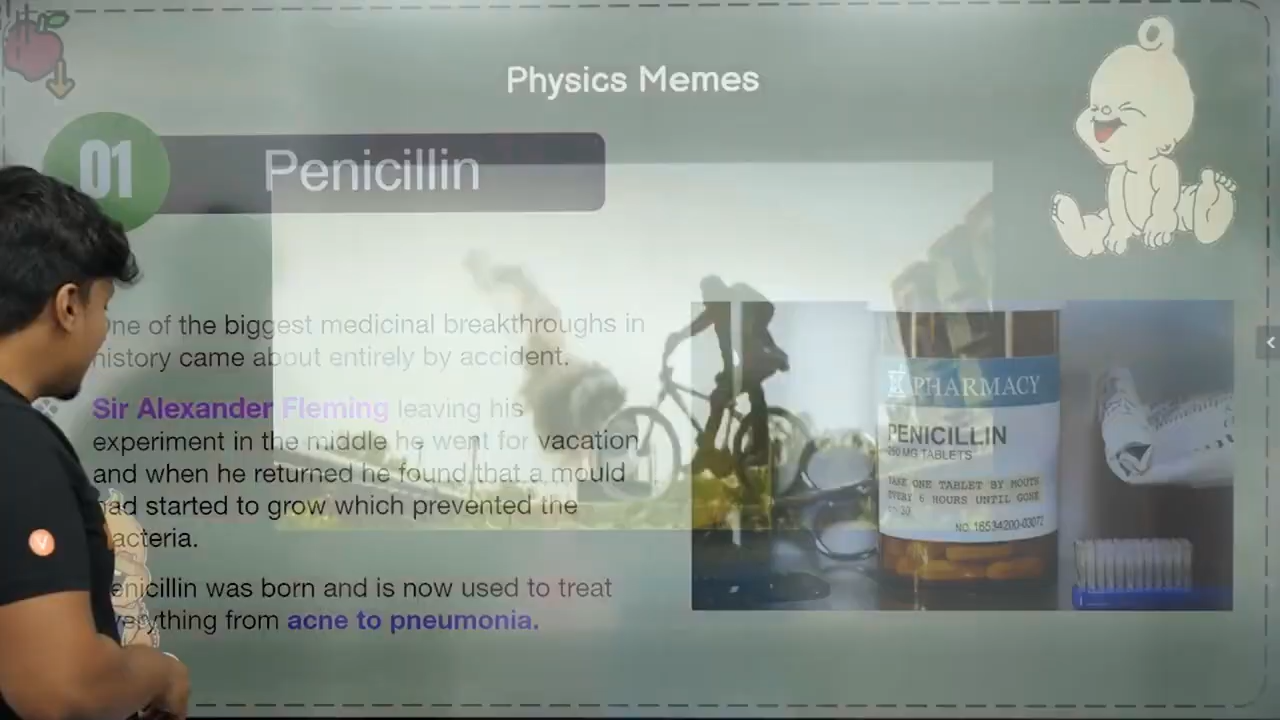 Physics Memes
01
Penicillin
One of the biggest medicinal breakthroughs in
history came about entirely by accident.
Sir Alexander Fleming leaving his
experiment in the middle he went for vacation
and when he returned he found that a mould
had started to grow which prevented the
bacteria.
Penicillin was born and is now used to treat
everything from acne to pneumonia.
PHARMACY
PENICILLIN
250 MG TABLETS
TAKE ONE TABLET BY MOUTH
EVERY 6 HOURS UNTIL GONE
NO. 16534200-03072